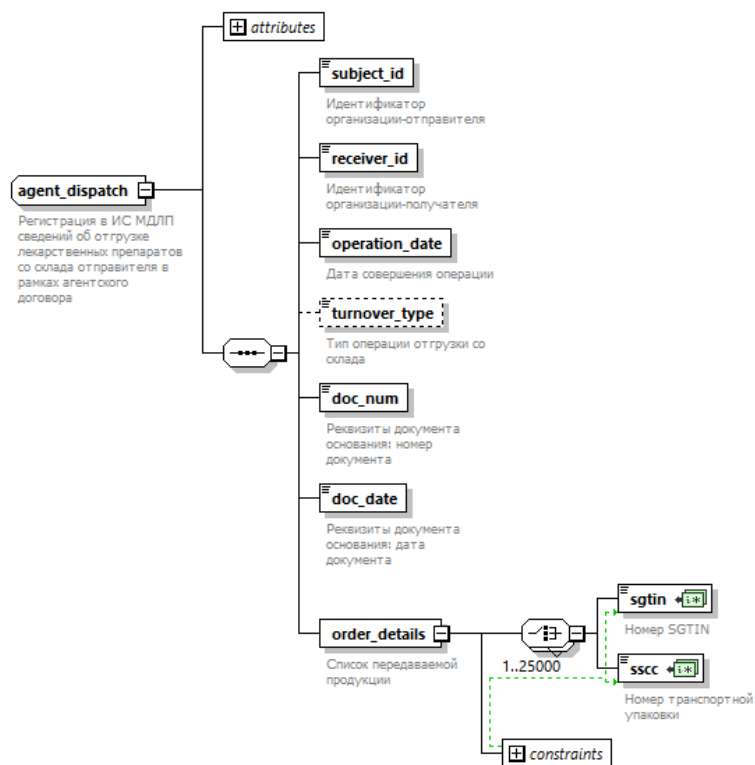 attributes
subject_id
Идентификатор
организации-отправителя
receiver_id
Идентификатор
организации-получателя
agent_dispatch
Регистрация в ИС МДЛП
сведений об отгрузке
лекарственных препаратов
со склада отправителя в
рамках агентского
договора
operation_date
Дата совершения операции
turnover_type
Тип операции отгрузки со
склада
doc_num
Реквизиты документа
основания: номер
документа
doc_date
Реквизиты документа
основания: дата
документа
order_details
Список передаваемой
продукции
1..25000
sgtin
Номер SGTIN
sscc
Номер транспортной
упаковки
constraints